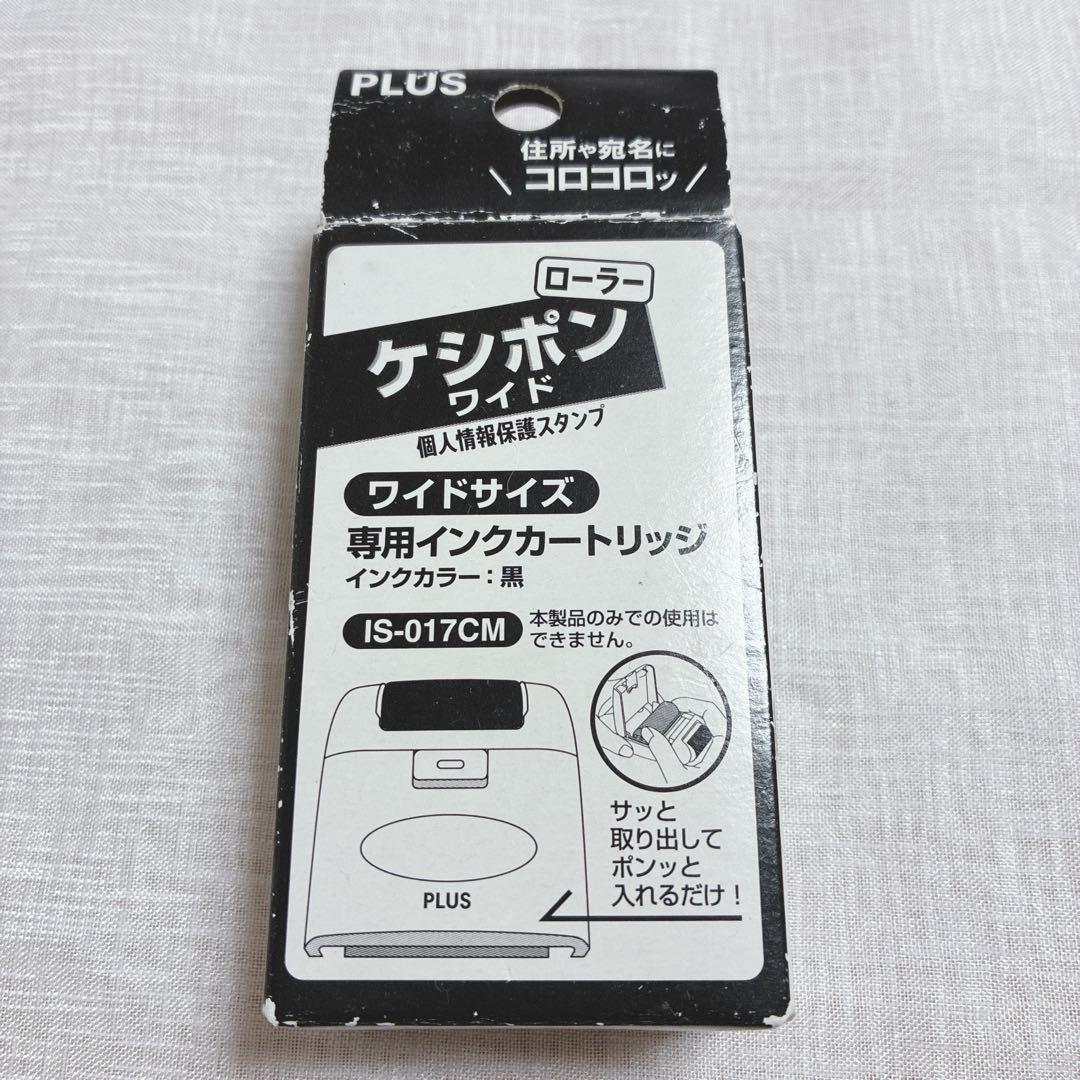 PLUS
住所や宛名に
\ コロコロッ /
ローラー
ケシポン
ワイド
個人情報保護スタンプ
ワイドサイズ
専用インクカートリッジ
インクカラー：黒
IS-017CM
本製品のみでの使用は
できません。
サッと
取り出して
ポンッと
入れるだけ！
PLUS